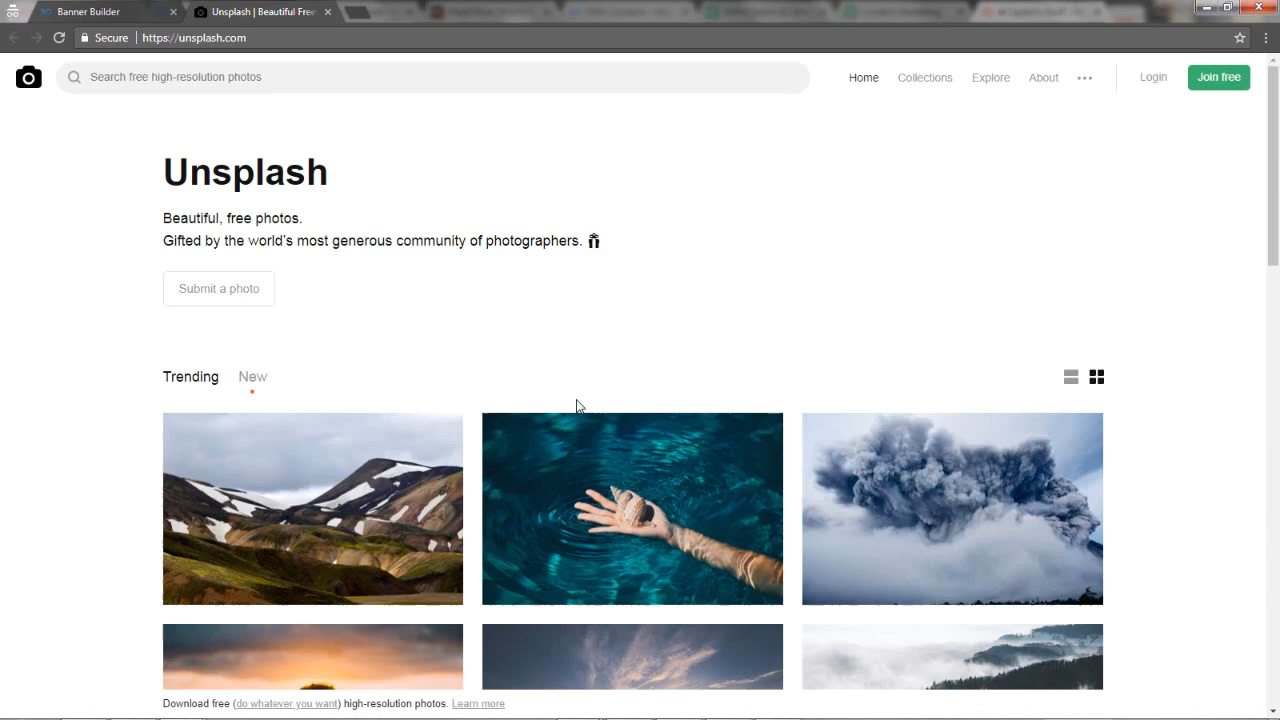 Banner Builder
Unsplash | Beautiful Free
Secure https://unsplash.com
Search free high-resolution photos
Home Collections Explore About Login Join free
Unsplash
Beautiful, free photos.
Gifted by the world's most generous community of photographers.
Submit a photo
Trending New
Download free (do whatever you want) high-resolution photos. Learn more